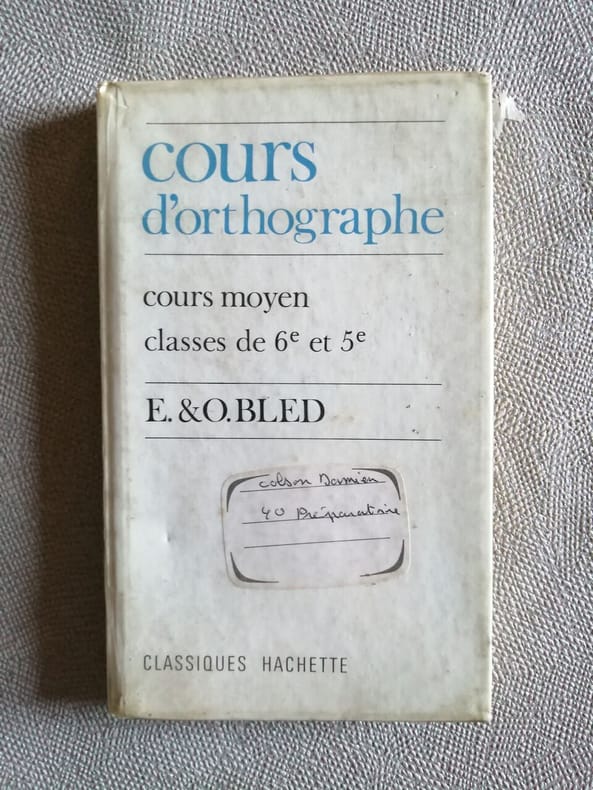 cours
d'orthographe
cours moyen
classes de 6e et 5e
E. & O. BLED
colson Damien
4o Préparatoire
CLASSIQUES HACHETTE